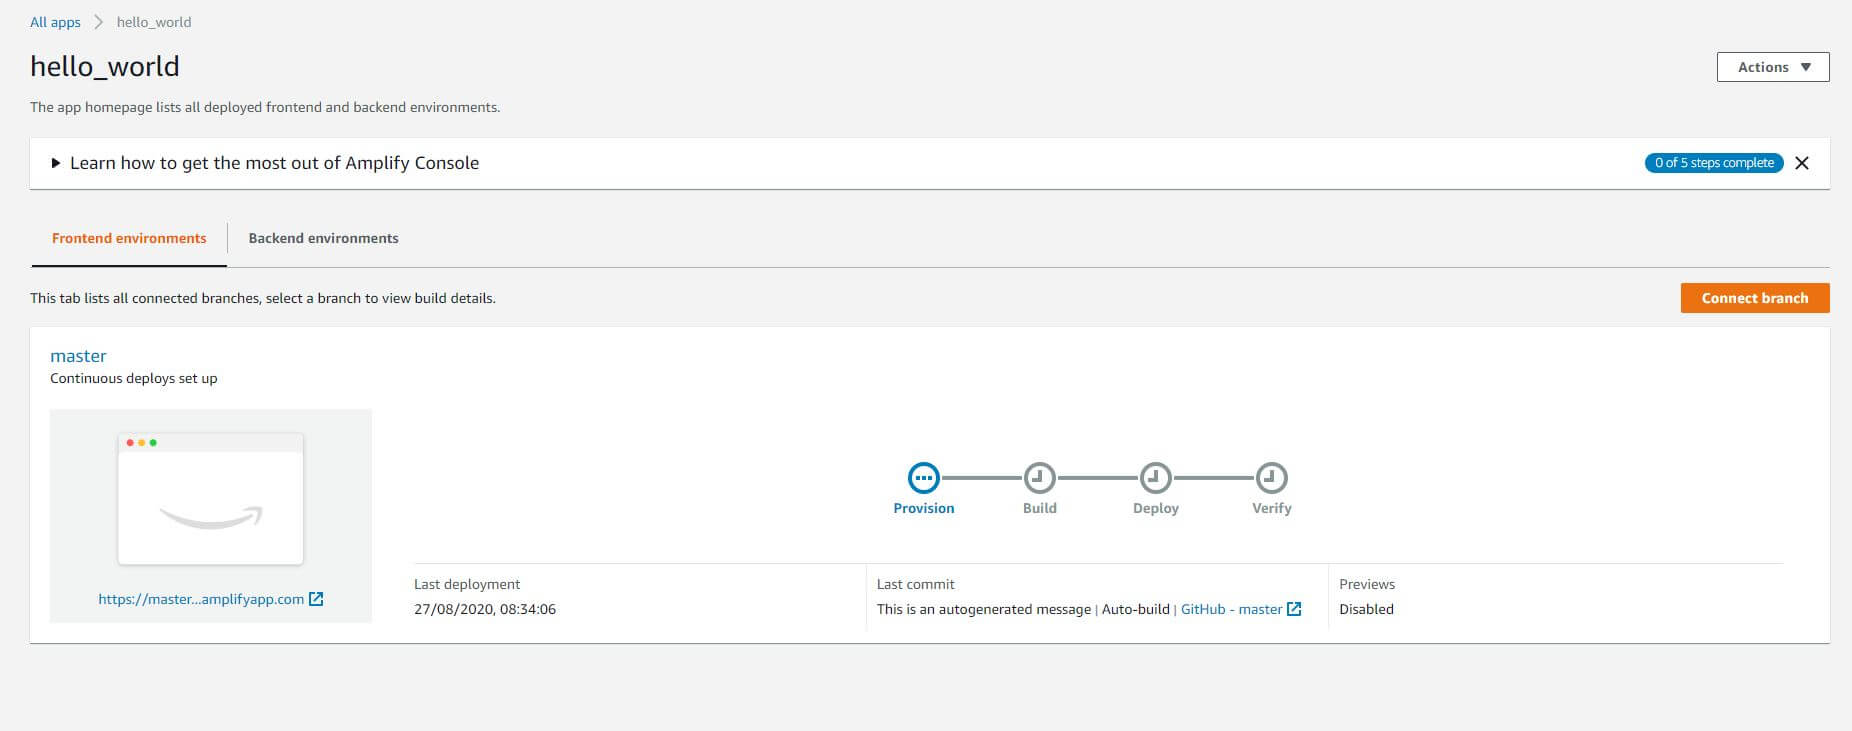 All apps > hello_world
hello_world
Actions
The app homepage lists all deployed frontend and backend environments.
Learn how to get the most out of Amplify Console
0 of 5 steps complete
Frontend environments
Backend environments
This tab lists all connected branches, select a branch to view build details.
Connect branch
master
Continuous deploys set up
Provision
Build
Deploy
Verify
https://master...amplifyapp.com
Last deployment
27/08/2020, 08:34:06
Last commit
This is an autogenerated message | Auto-build | GitHub - master
Previews
Disabled